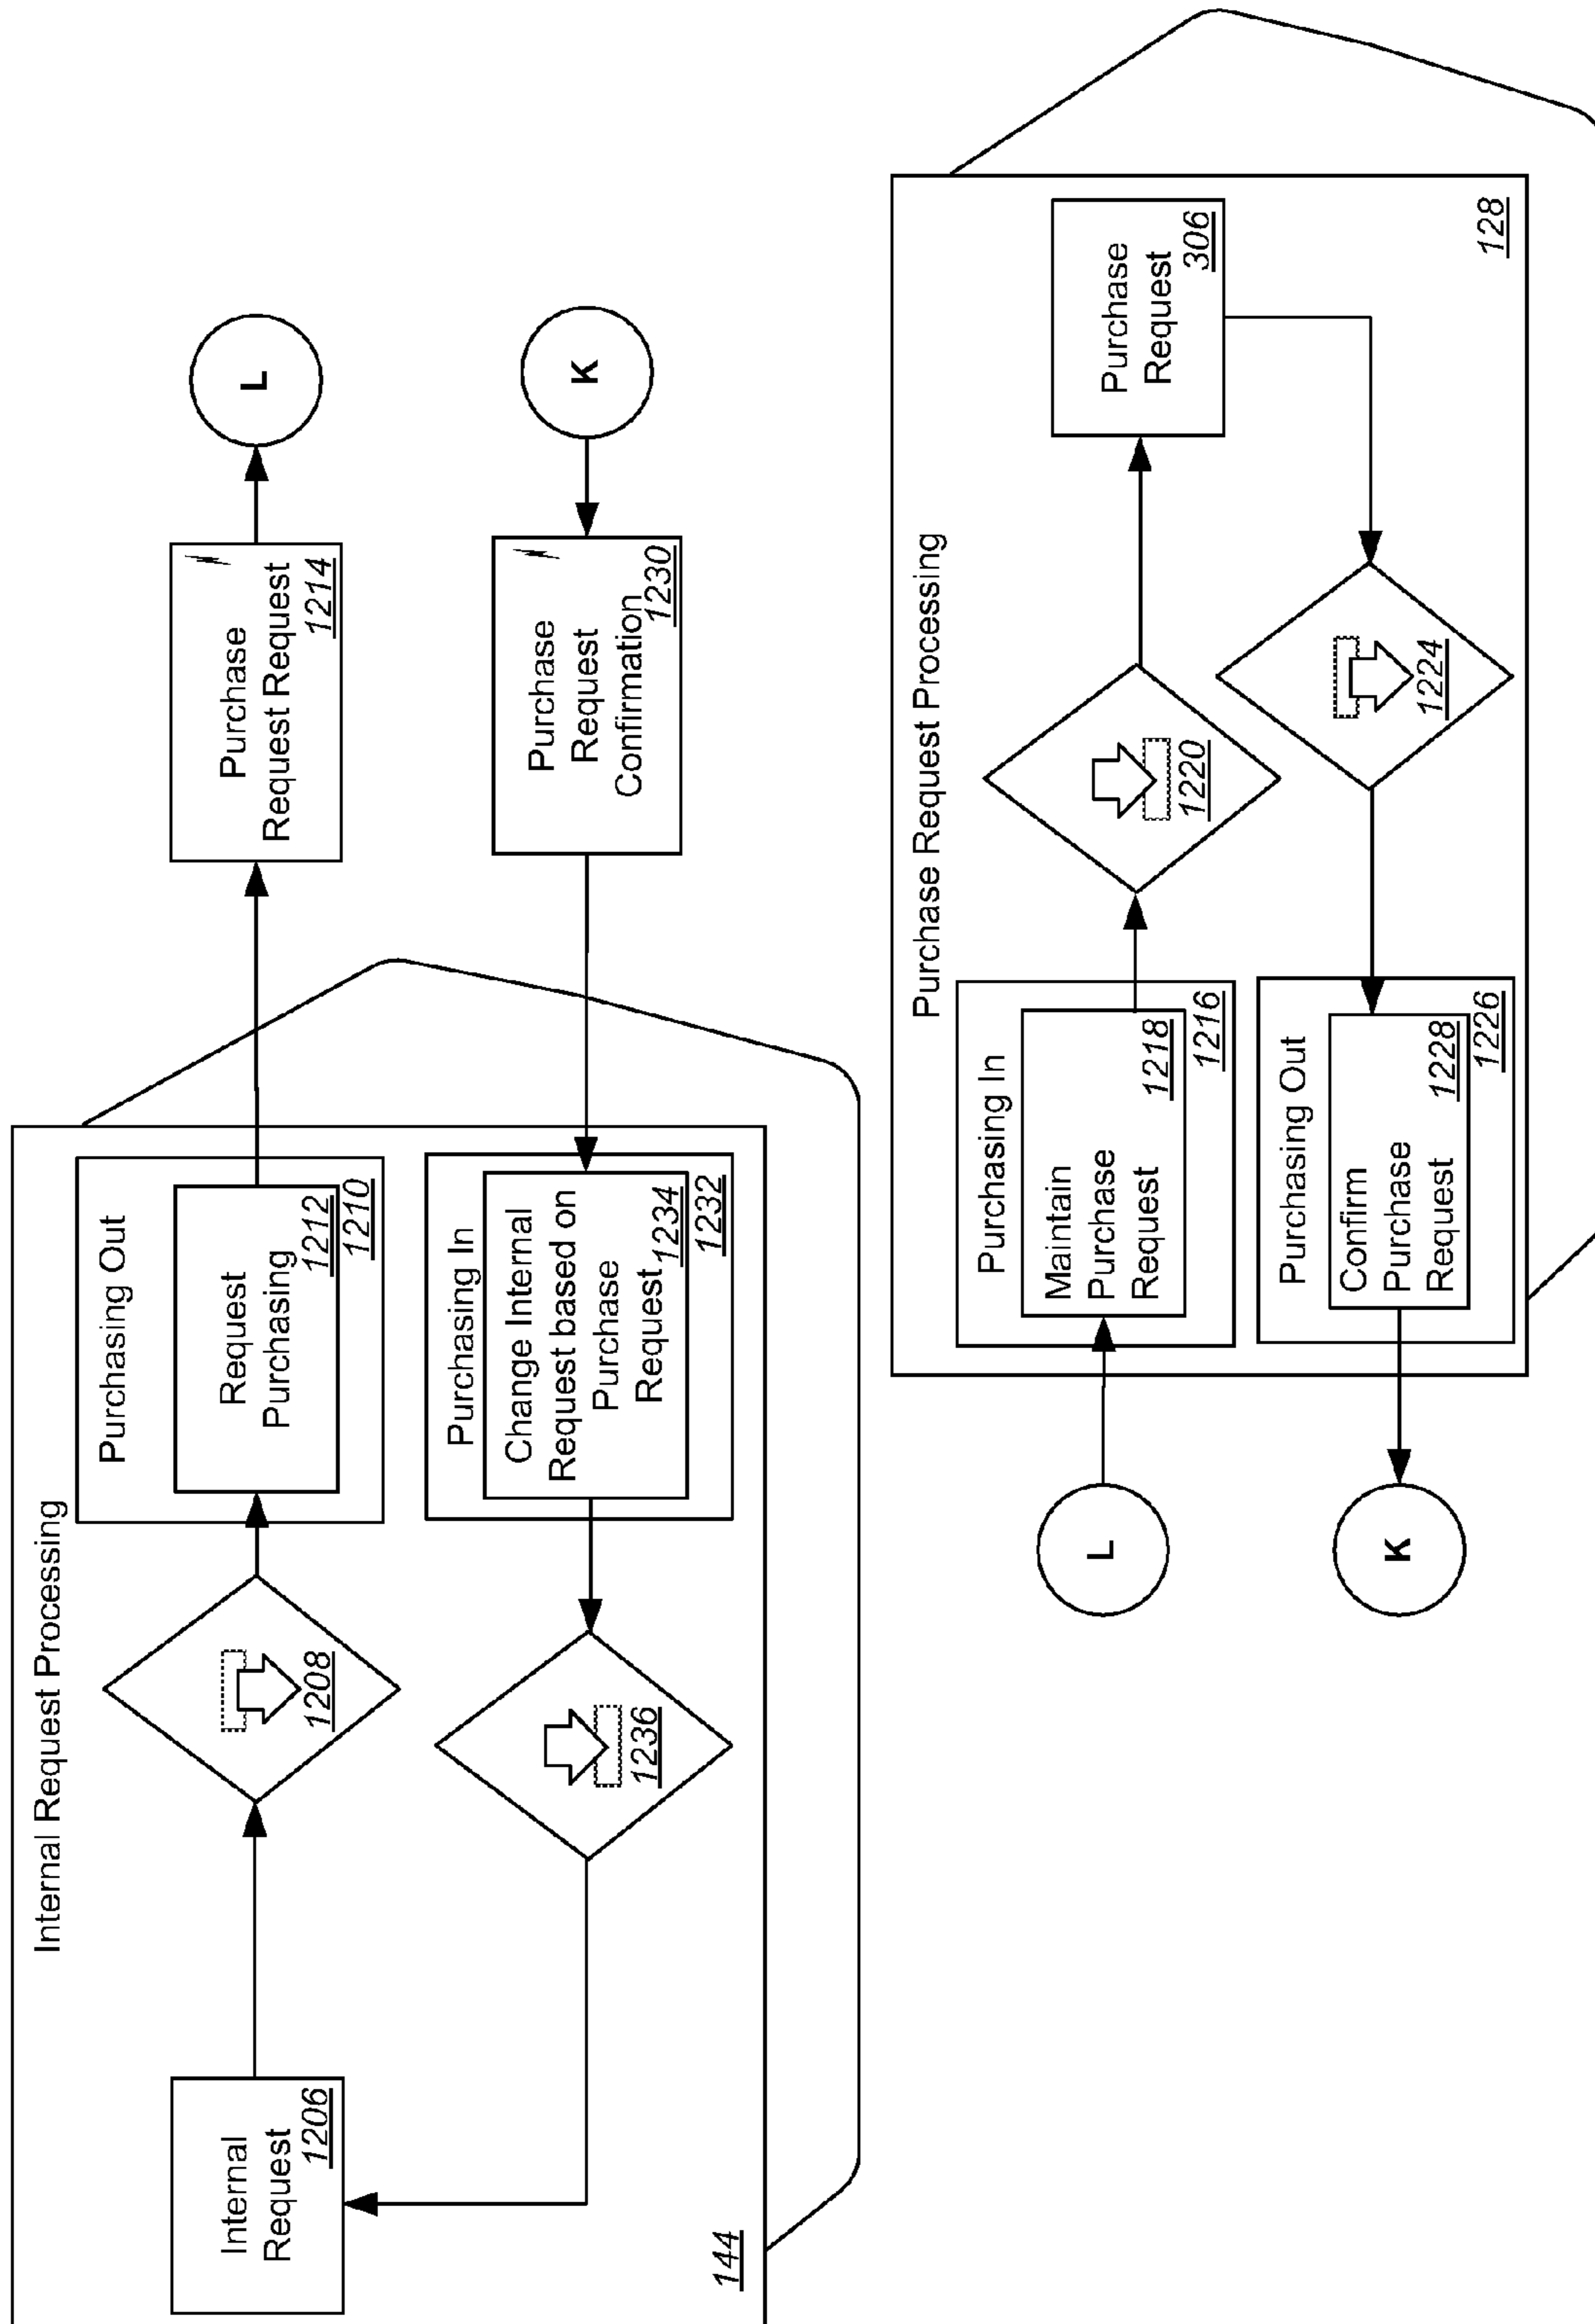 Internal Request Processing
Internal
Request
1206
1208
Purchasing Out
Request
Purchasing
1212
1210
Purchase
Request Request
1214
L
Purchasing In
Change Internal
Request based on
Purchase
Request
1234
1232
1236
144
Purchase
Request
Confirmation
1230
K
Purchase Request Processing
L
Purchasing In
Maintain
Purchase
Request
1218
1216
1220
Purchase
Request
306
K
Purchasing Out
Confirm
Purchase
Request
1228
1226
1224
128